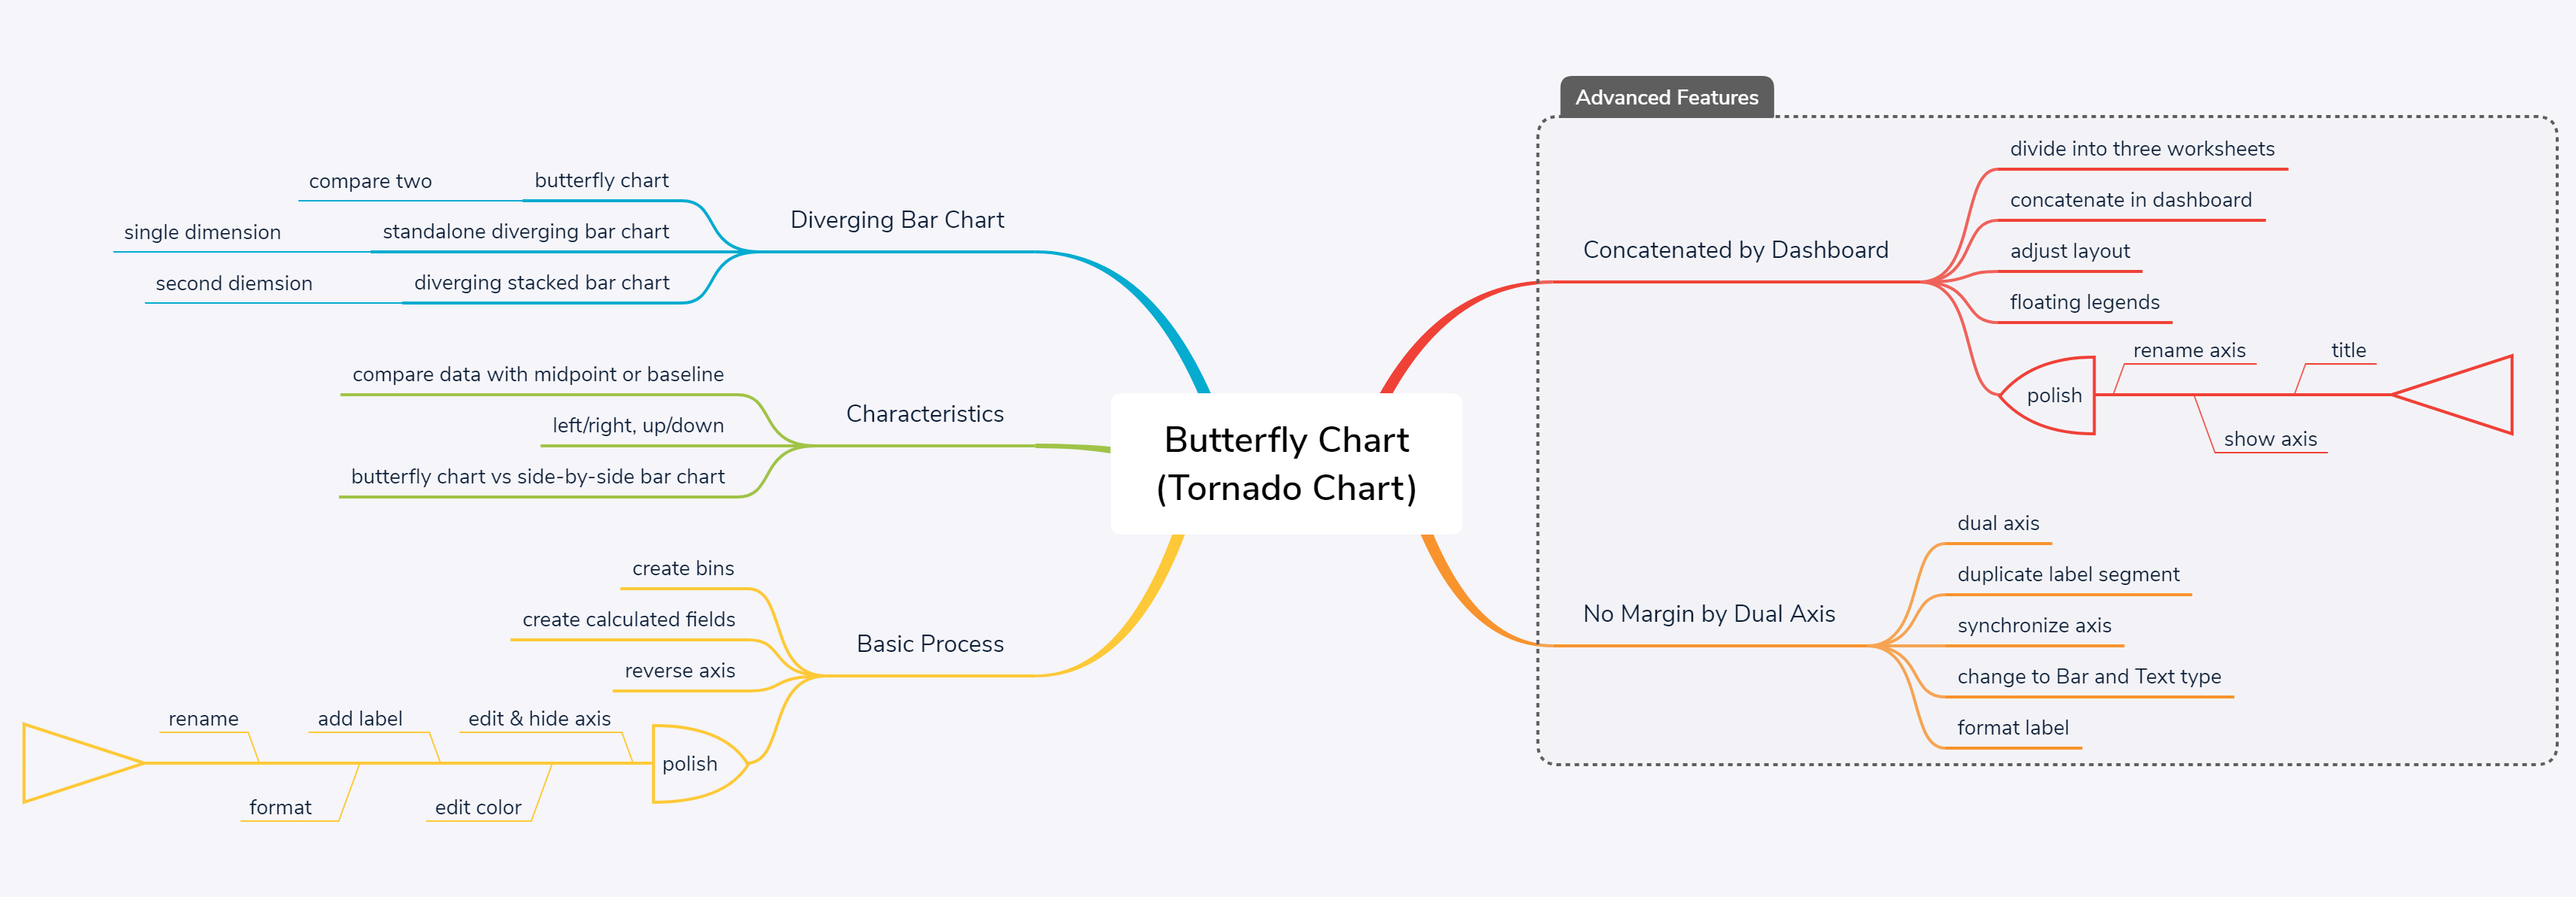 Butterfly Chart
(Tornado Chart)
Advanced Features
Concatenated by Dashboard
divide into three worksheets
concatenate in dashboard
adjust layout
floating legends
polish
rename axis
show axis
title
No Margin by Dual Axis
dual axis
duplicate label segment
synchronize axis
change to Bar and Text type
format label
Diverging Bar Chart
butterfly chart
compare two
standalone diverging bar chart
single dimension
diverging stacked bar chart
second diemsion
Characteristics
compare data with midpoint or baseline
left/right, up/down
butterfly chart vs side-by-side bar chart
Basic Process
create bins
create calculated fields
reverse axis
polish
edit & hide axis
edit color
add label
format
rename